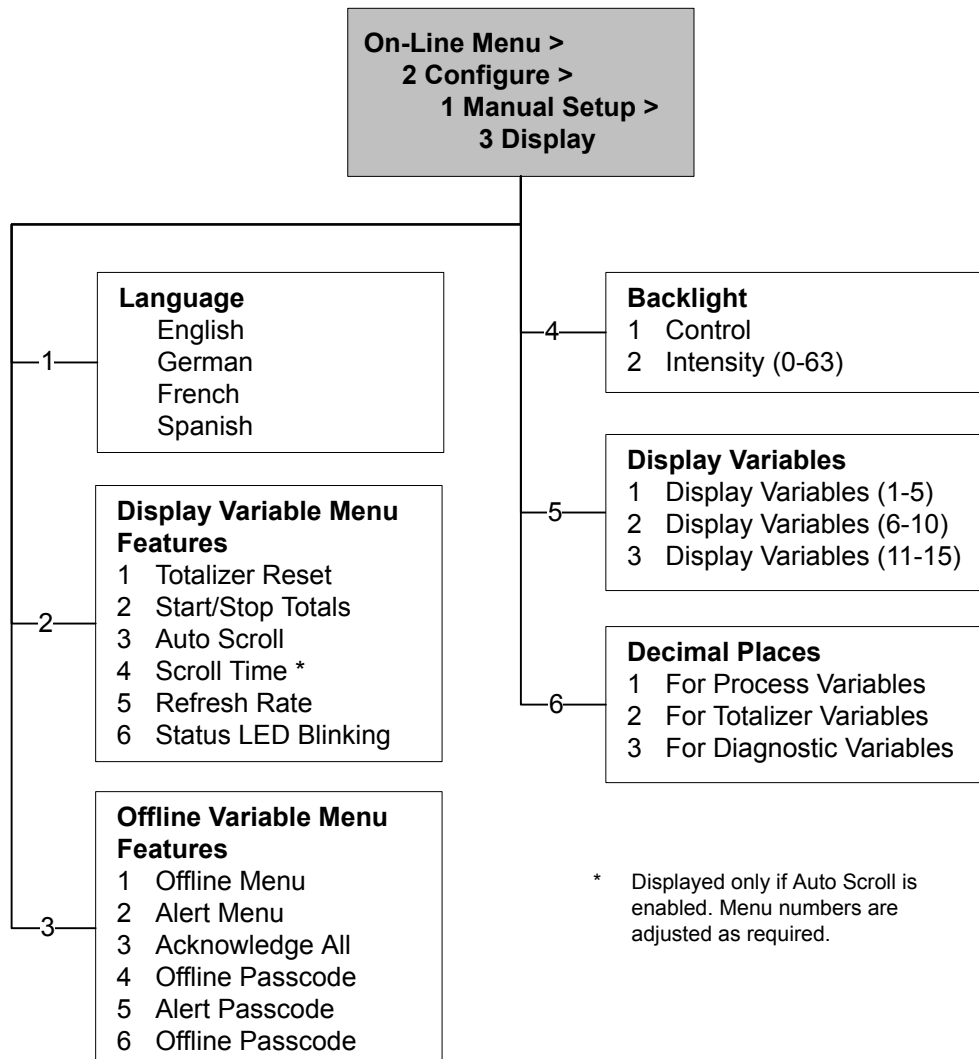 On-Line Menu >
2 Configure >
1 Manual Setup >
3 Display
1
Language
English
German
French
Spanish
2
Display Variable Menu
Features
1 Totalizer Reset
2 Start/Stop Totals
3 Auto Scroll
4 Scroll Time *
5 Refresh Rate
6 Status LED Blinking
3
Offline Variable Menu
Features
1 Offline Menu
2 Alert Menu
3 Acknowledge All
4 Offline Passcode
5 Alert Passcode
6 Offline Passcode
4
Backlight
1 Control
2 Intensity (0-63)
5
Display Variables
1 Display Variables (1-5)
2 Display Variables (6-10)
3 Display Variables (11-15)
6
Decimal Places
1 For Process Variables
2 For Totalizer Variables
3 For Diagnostic Variables
* Displayed only if Auto Scroll is
enabled. Menu numbers are
adjusted as required.